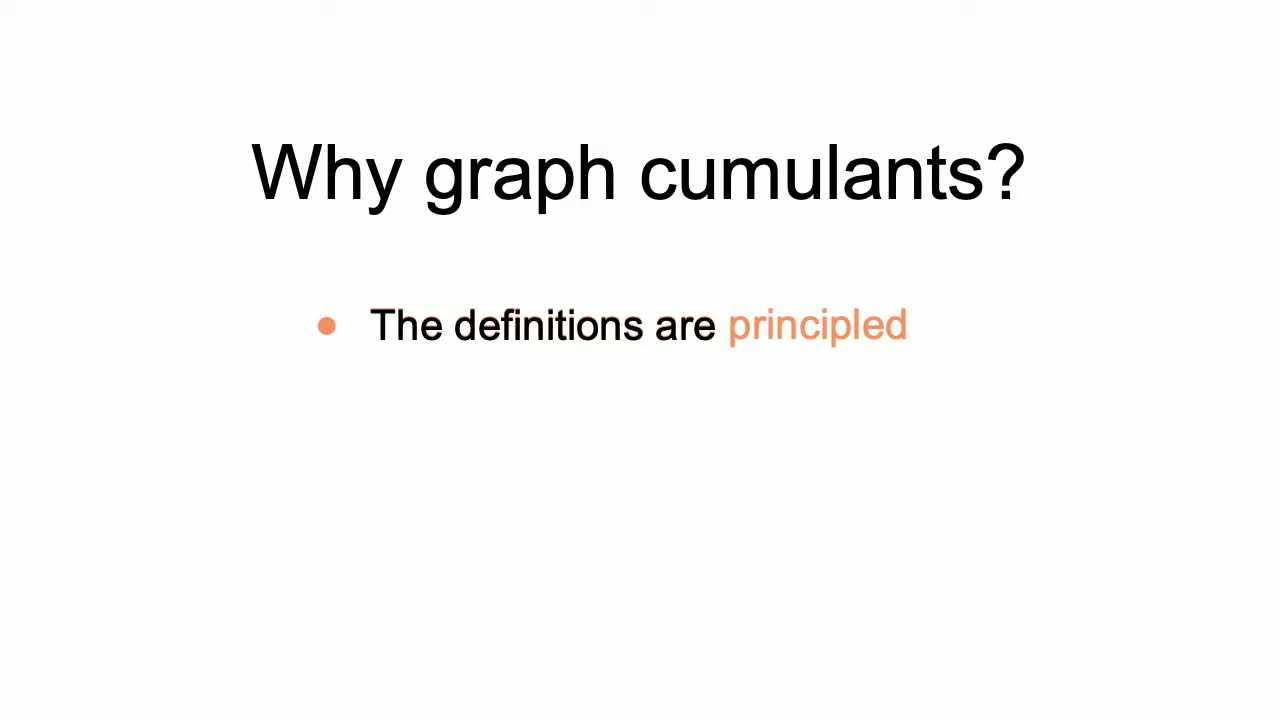 Why graph cumulants?
● The definitions are principled